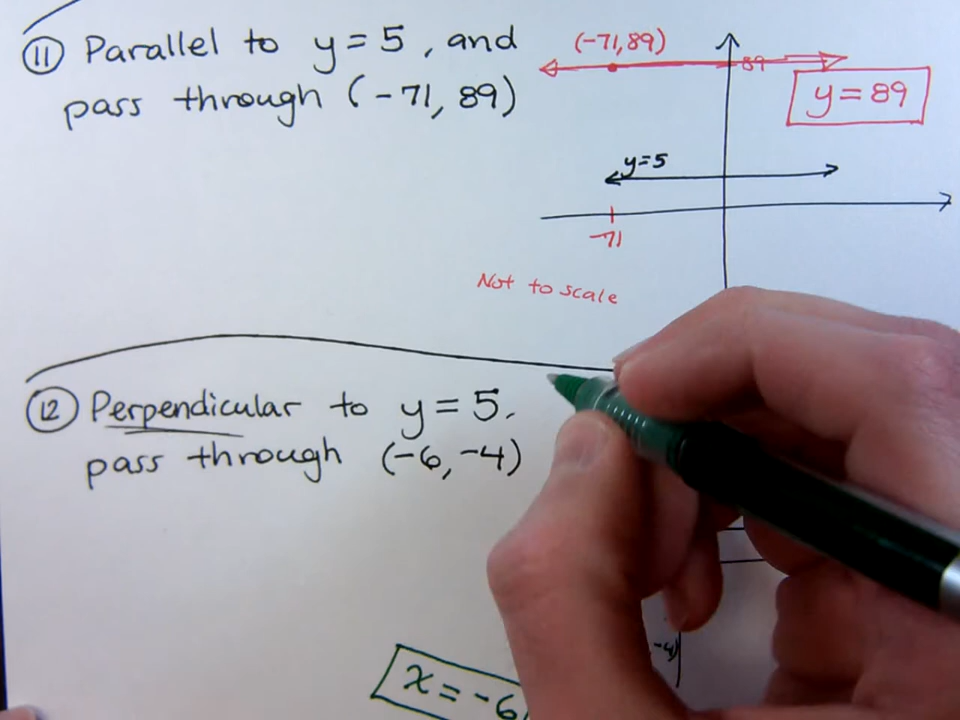 ⑪ Parallel to y = 5, and
pass through (-71, 89)
(-71, 89)
89
y = 89
y=5
-71
Not to scale
⑫ Perpendicular to y = 5.
pass through (-6, -4)
-4)
x = -6